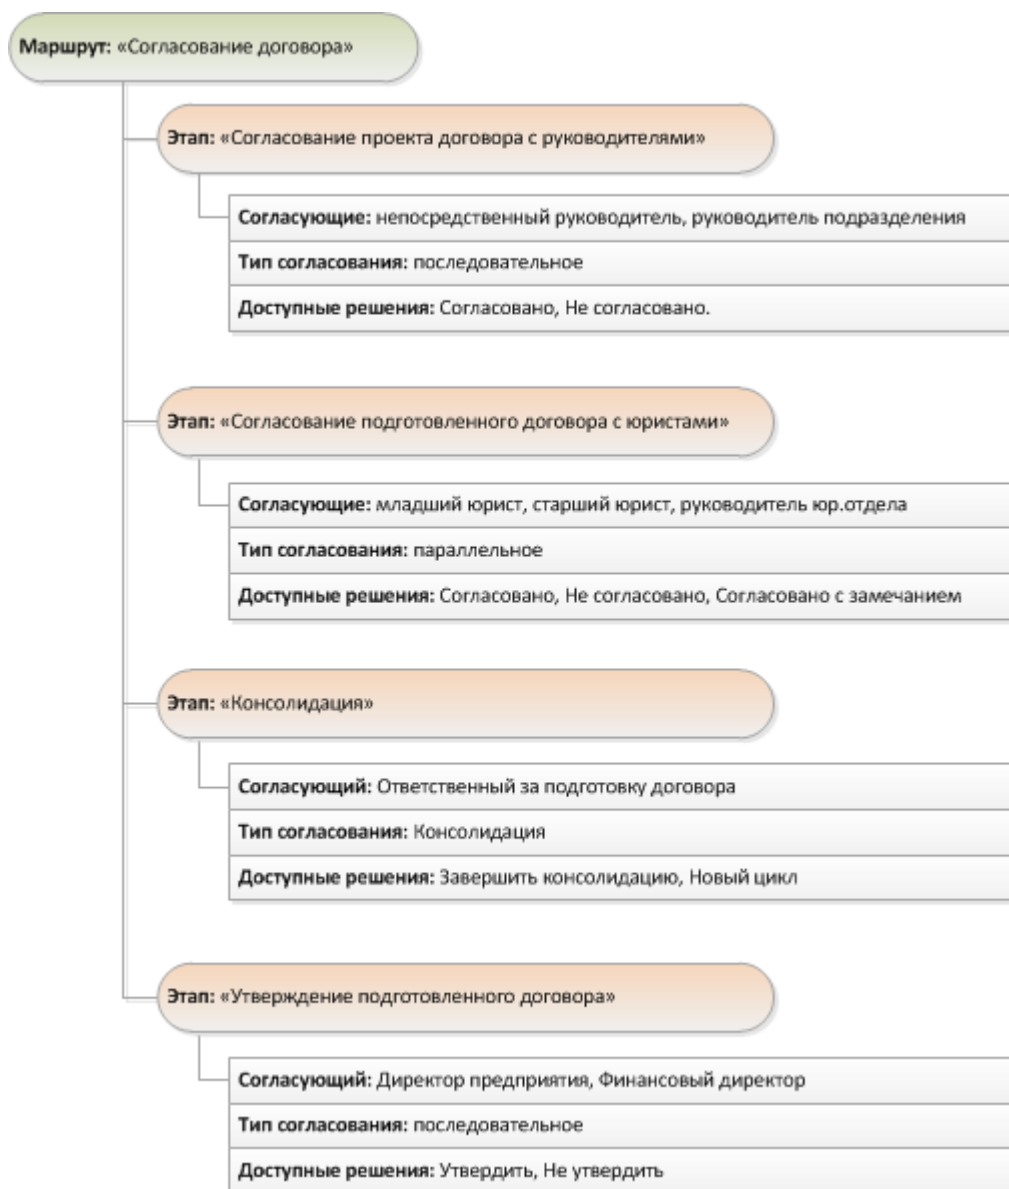 Маршрут: «Согласование договора»
Этап: «Согласование проекта договора с руководителями»
Согласующие: непосредственный руководитель, руководитель подразделения
Тип согласования: последовательное
Доступные решения: Согласовано, Не согласовано.
Этап: «Согласование подготовленного договора с юристами»
Согласующие: младший юрист, старший юрист, руководитель юр.отдела
Тип согласования: параллельное
Доступные решения: Согласовано, Не согласовано, Согласовано с замечанием
Этап: «Консолидация»
Согласующий: Ответственный за подготовку договора
Тип согласования: Консолидация
Доступные решения: Завершить консолидацию, Новый цикл
Этап: «Утверждение подготовленного договора»
Согласующий: Директор предприятия, Финансовый директор
Тип согласования: последовательное
Доступные решения: Утвердить, Не утвердить